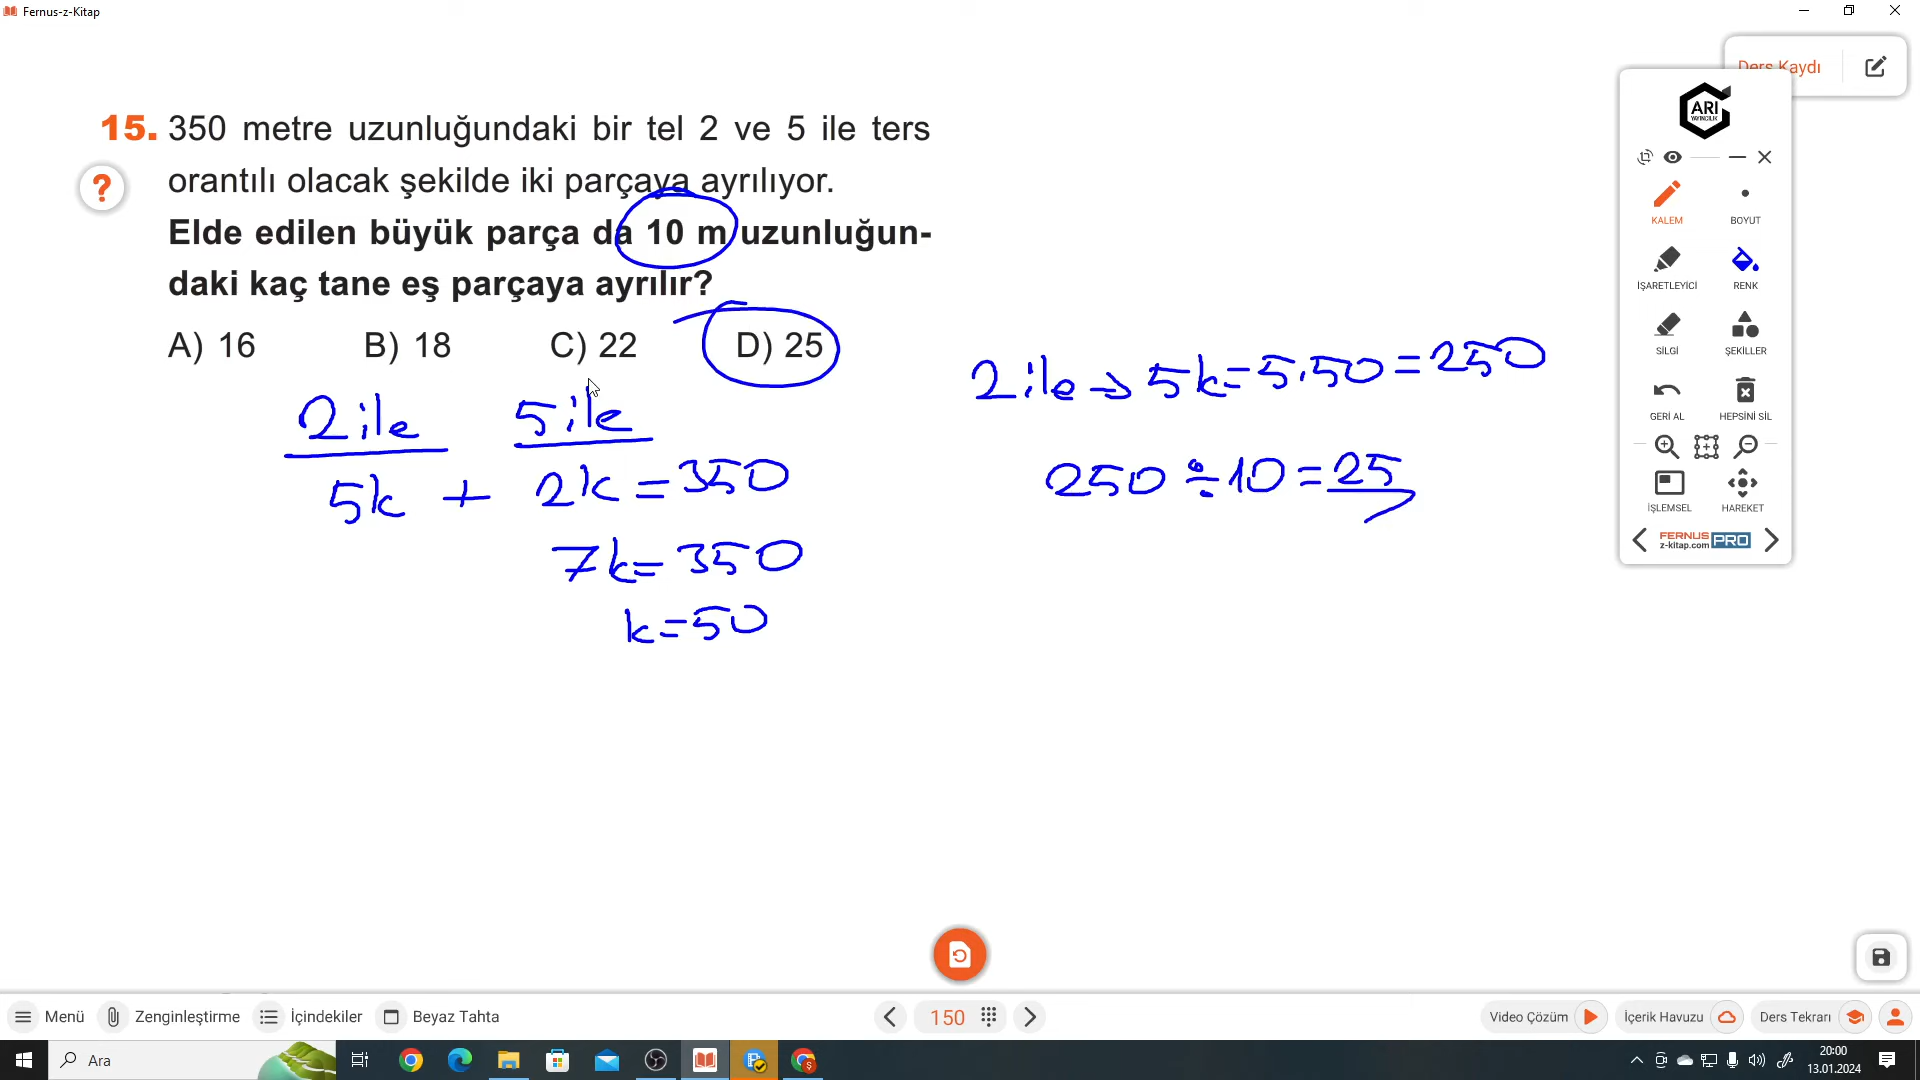 Fernus-z-Kitap
Ders Kaydı
ARI
YAYINCILIK
15. 350 metre uzunluğundaki bir tel 2 ve 5 ile ters
orantılı olacak şekilde iki parçaya ayrılıyor.
?
Elde edilen büyük parça da 10 m uzunluğun-
daki kaç tane eş parçaya ayrılır?
A) 16 B) 18 C) 22 D) 25
2 ile 5 ile
5k + 2k = 350
7k = 350
k = 50
2 ile → 5k = 5.50 = 250
250 ÷ 10 = 25
KALEM BOYUT
İŞARETLEYİCİ RENK
SİLGİ ŞEKİLLER
GERİ AL HEPSİNİ SİL
İŞLEMSEL HAREKET
FERNUS
z-kitap.com PRO
Menü Zenginleştirme İçindekiler Beyaz Tahta 150 Video Çözüm İçerik Havuzu Ders Tekrarı
Ara
20:00
13.01.2024